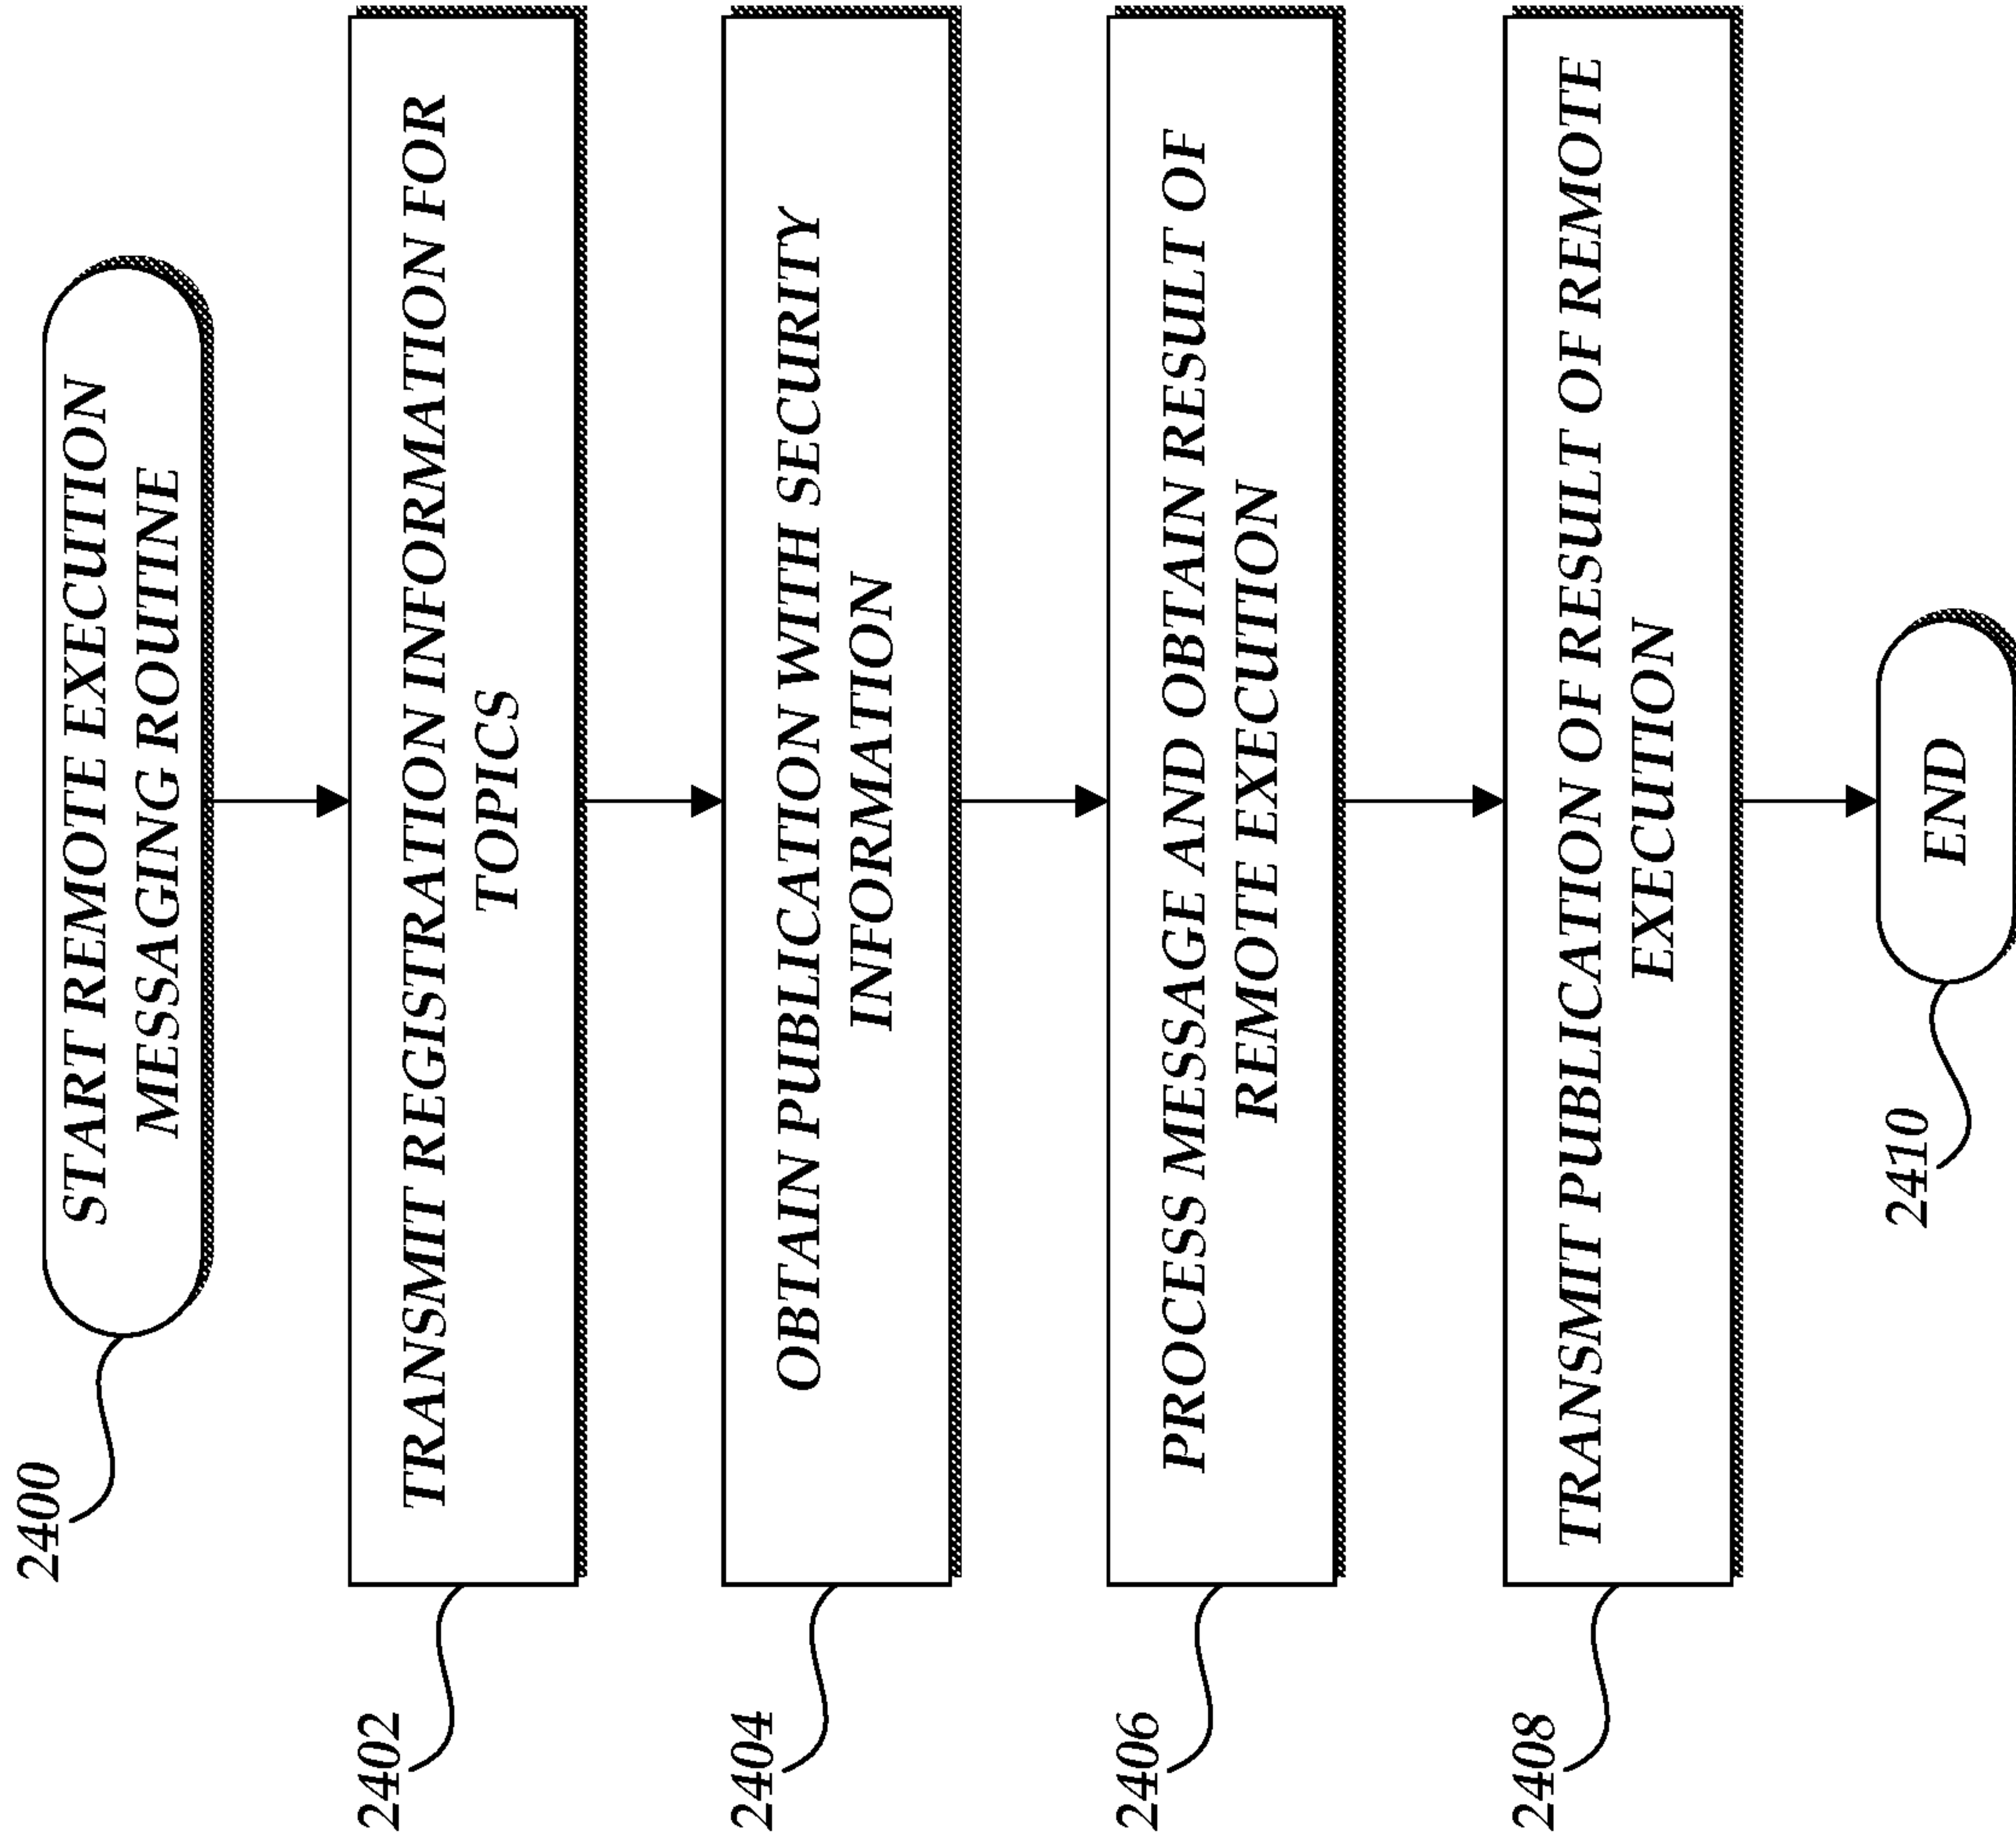 2400
START REMOTE EXECUTION
MESSAGING ROUTINE
2402
TRANSMIT REGISTRATION INFORMATION FOR
TOPICS
2404
OBTAIN PUBLICATION WITH SECURITY
INFORMATION
2406
PROCESS MESSAGE AND OBTAIN RESULT OF
REMOTE EXECUTION
2408
TRANSMIT PUBLICATION OF RESULT OF REMOTE
EXECUTION
2410
END